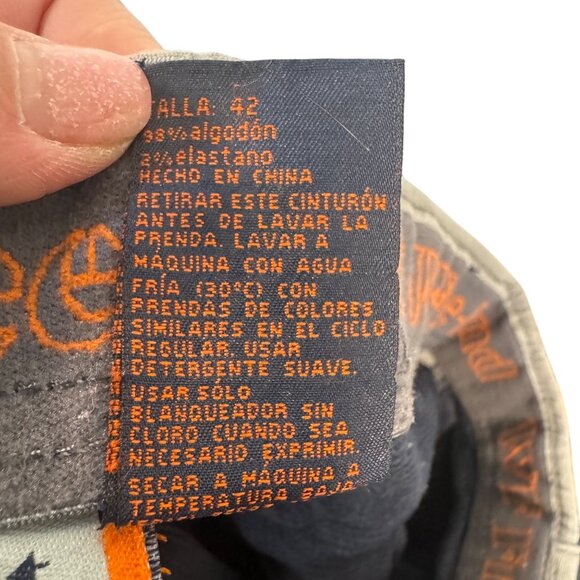 TALLA: 42
98% algodón
2% elastano
HECHO EN CHINA
RETIRAR ESTE CINTURÓN
ANTES DE LAVAR LA
PRENDA. LAVAR A
MÁQUINA CON AGUA
FRÍA (30ºC) CON
PRENDAS DE COLORES
SIMILARES EN EL CICLO
REGULAR. USAR
DETERGENTE SUAVE.
USAR SÓLO
BLANQUEADOR SIN
CLORO CUANDO SEA
NECESARIO EXPRIMIR.
SECAR A MÁQUINA A
TEMPERATURA BAJA